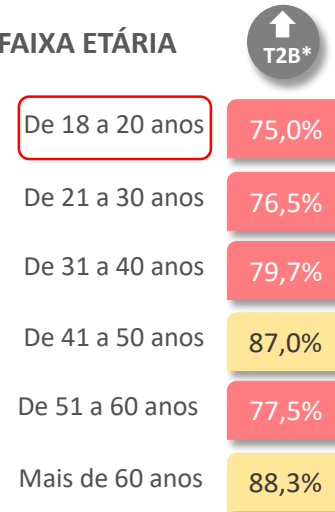 FAIXA ETÁRIA
T2B*
De 18 a 20 anos 75,0%
De 21 a 30 anos 76,5%
De 31 a 40 anos 79,7%
De 41 a 50 anos 87,0%
De 51 a 60 anos 77,5%
Mais de 60 anos 88,3%